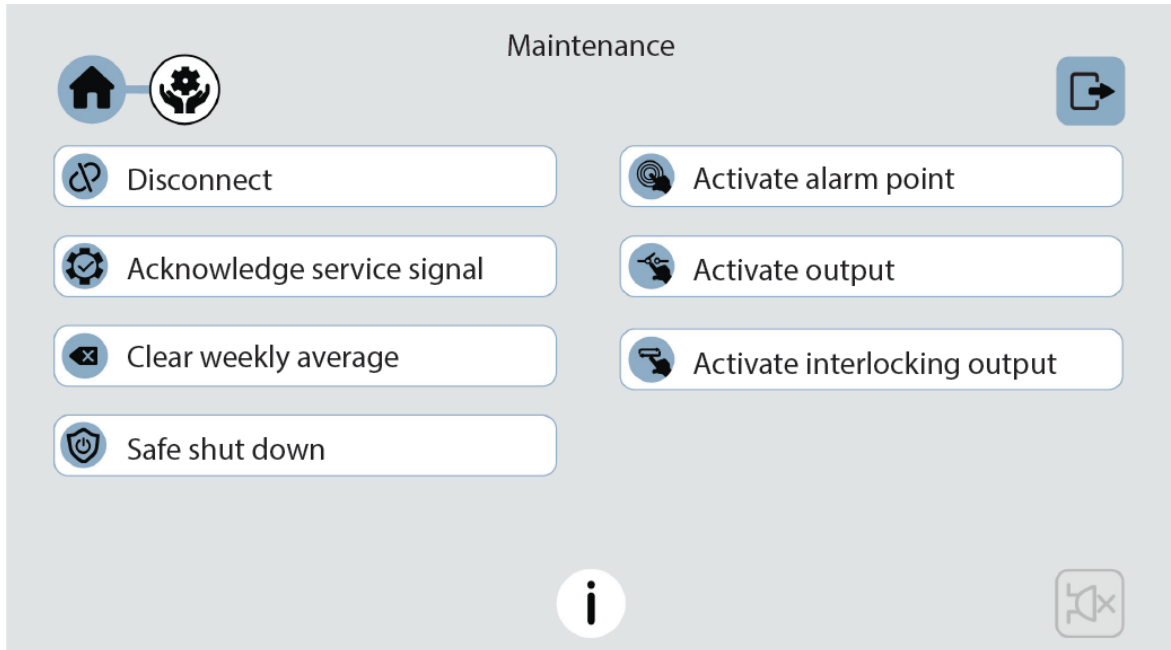 Maintenance
Disconnect
Acknowledge service signal
Clear weekly average
Safe shut down
Activate alarm point
Activate output
Activate interlocking output
i